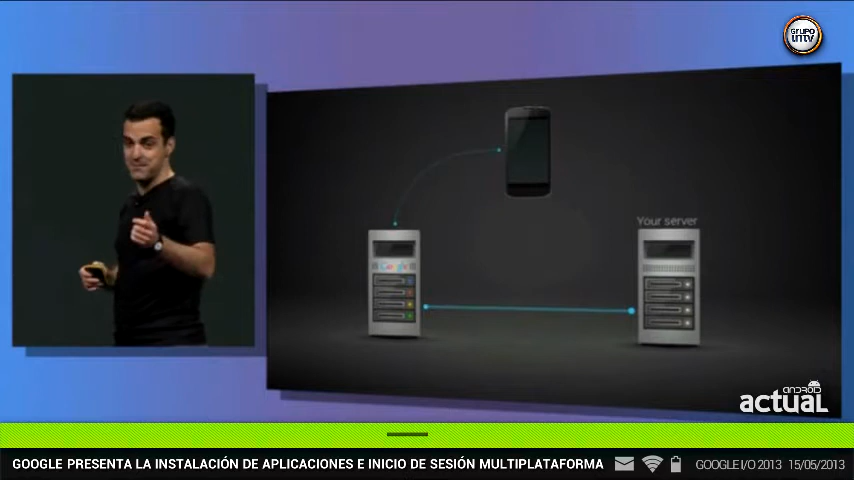 GRUPO
UNTV
Your server
Google
ANDROID
actual
GOOGLE PRESENTA LA INSTALACIÓN DE APLICACIONES E INICIO DE SESIÓN MULTIPLATAFORMA
GOOGLE I/O 2013 15/05/2013